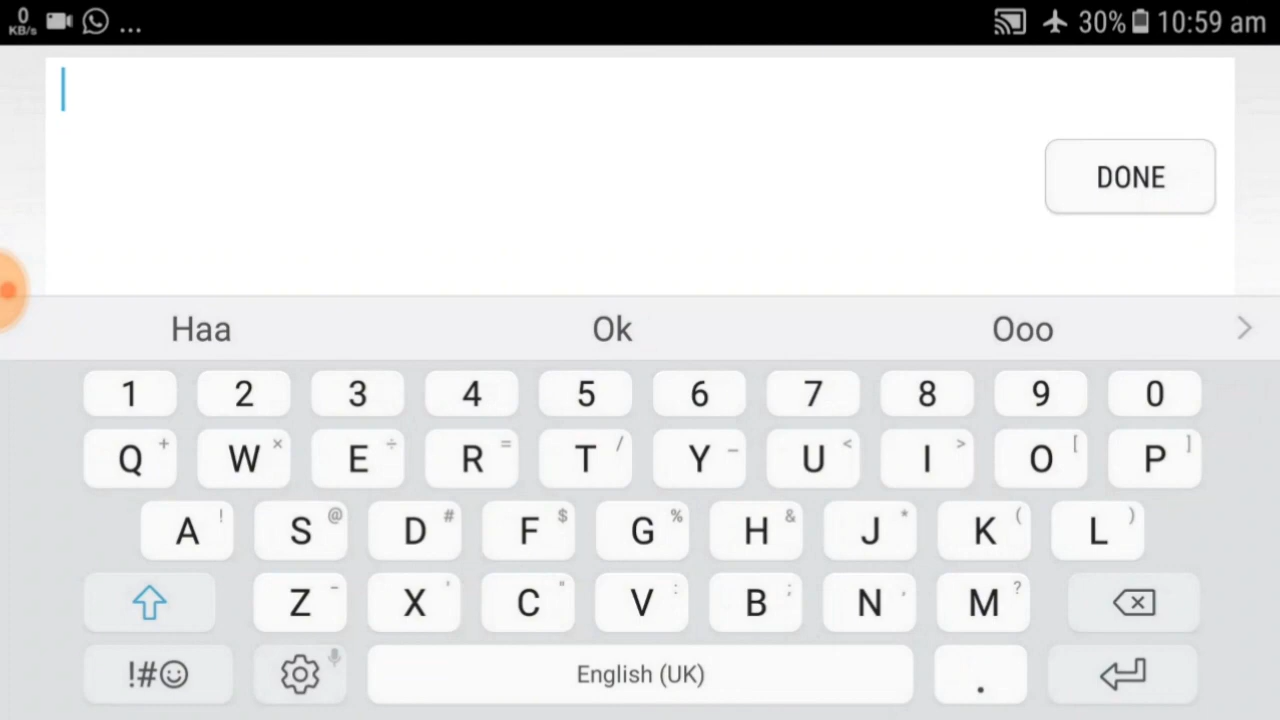 0 KB/s ... 30% 10:59 am
DONE
Haa Ok Ooo
1 2 3 4 5 6 7 8 9 0
Q + W × E ÷ R = T / Y _ U < I > O [ P ]
A ! S @ D # F $ G % H & J * K ( L )
Z - X ' C " V : B ; N , M ?
!#☺ English (UK) .